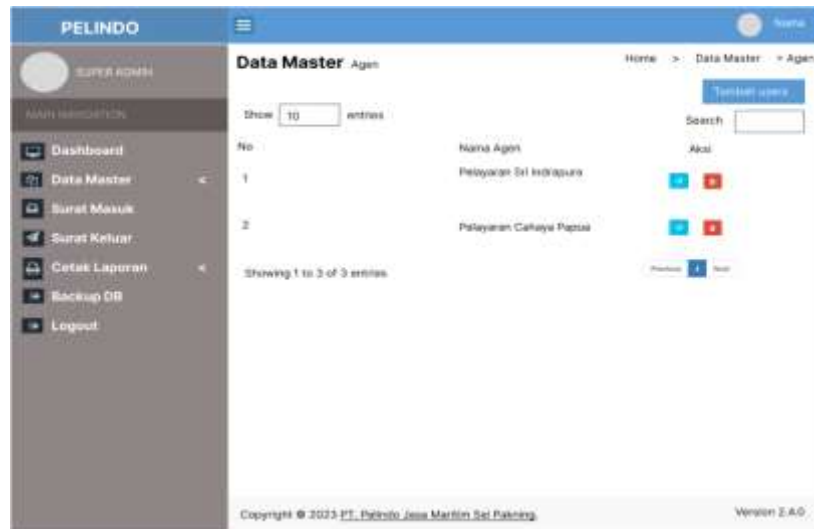 PELINDO
Nama
SUPER ADMIN
Data Master Agen
Home > Data Master > Agen
Tambah users
MAIN NAVIGATION
Show 10 entries
Search
Dashboard
No Nama Agen Aksi
Data Master <
1 Pelayaran Sri Indrapura
Surat Masuk
2 Pelayaran Cahaya Papua
Surat Keluar
Cetak Laporan <
Showing 1 to 3 of 3 entries
Previous 1 Next
Backup DB
Logout
Copyright © 2023 PT. Pelindo Jasa Maritim Sei Pakning.
Version 2.4.0